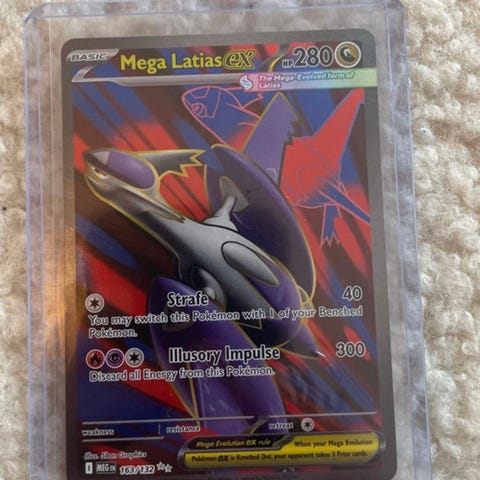 BASIC Mega Latias ex HP 280
The Mega-Evolved form of
Latias
Strafe 40
You may switch this Pokémon with 1 of your Benched
Pokémon.
Illusory Impulse 300
Discard all Energy from this Pokémon.
weakness resistance retreat
Mega Evolution ex rule When your Mega Evolution
Pokémon ex is Knocked Out, your opponent takes 3 Prize cards.
Illus. 5ban Graphics
MEG EN 163/132